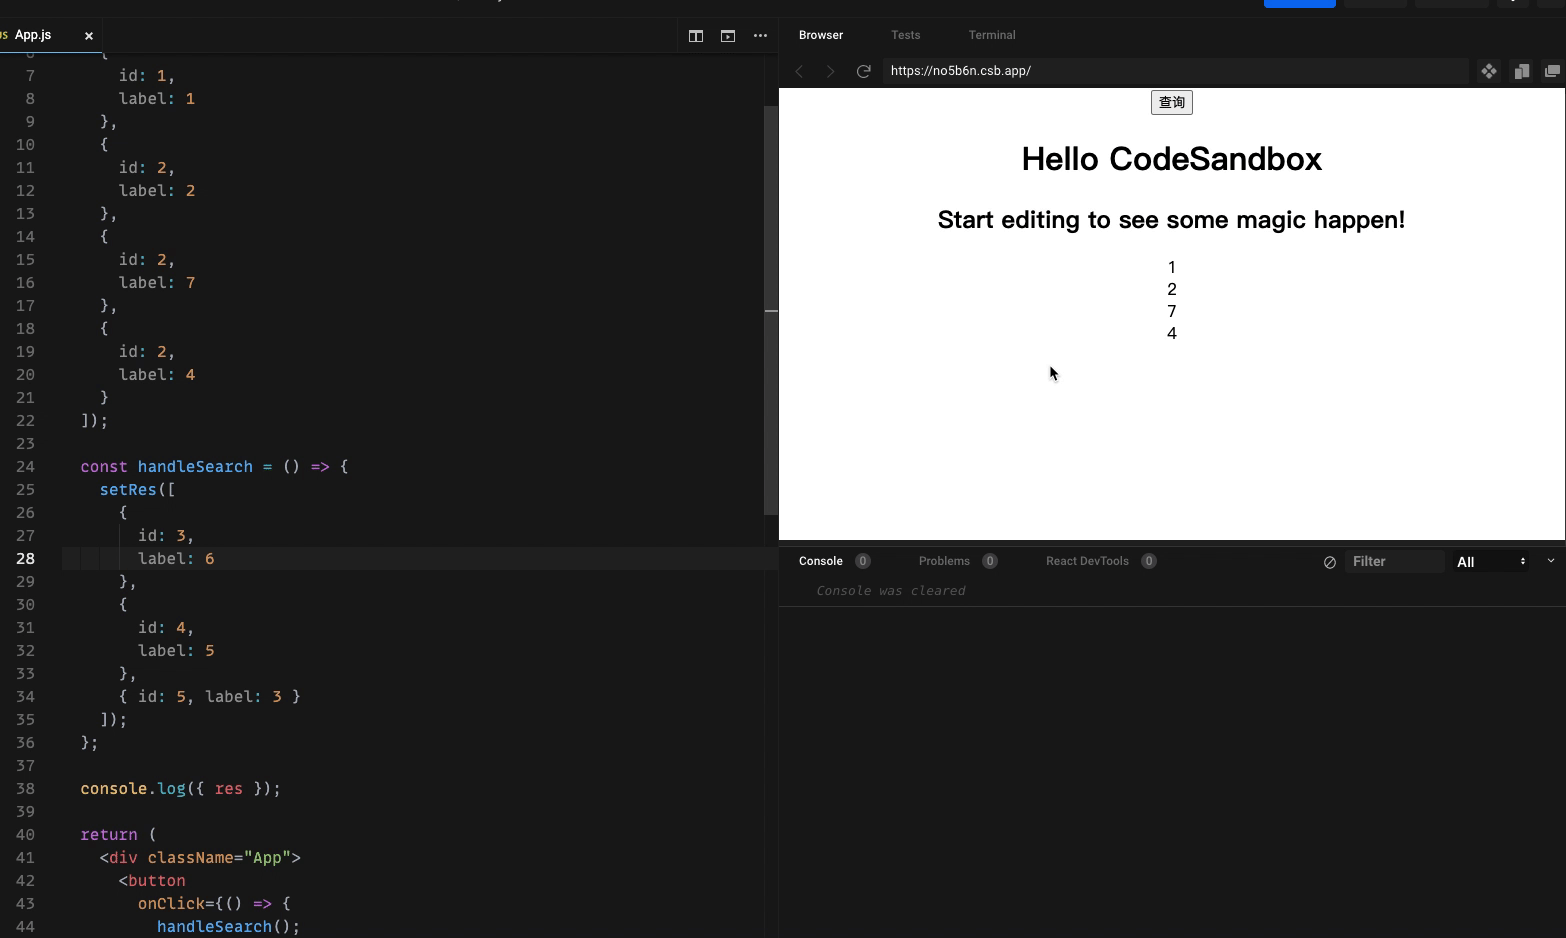 JS App.js ×
6 {
7 id: 1,
8 label: 1
9 },
10 {
11 id: 2,
12 label: 2
13 },
14 {
15 id: 2,
16 label: 7
17 },
18 {
19 id: 2,
20 label: 4
21 }
22 ]);
23
24 const handleSearch = () => {
25 setRes([
26 {
27 id: 3,
28 label: 6
29 },
30 {
31 id: 4,
32 label: 5
33 },
34 { id: 5, label: 3 }
35 ]);
36 };
37
38 console.log({ res });
39
40 return (
41 <div className="App">
42 <button
43 onClick={() => {
44 handleSearch();
Browser Tests Terminal
https://no5b6n.csb.app/
查询
Hello CodeSandbox
Start editing to see some magic happen!
1
2
7
4
Console 0 Problems 0 React DevTools 0 Filter All
Console was cleared